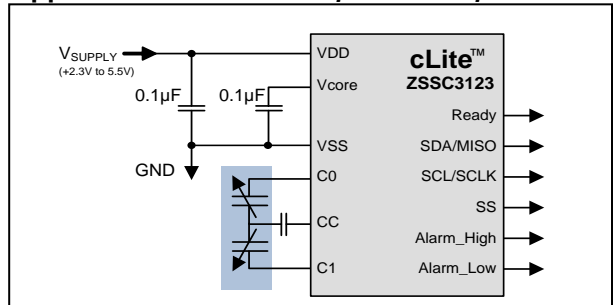 VSUPPLY
(+2.3V to 5.5V)
0.1µF
0.1µF
GND
VDD
Vcore
VSS
C0
CC
C1
cLite™
ZSSC3123
Ready
SDA/MISO
SCL/SCLK
SS
Alarm_High
Alarm_Low